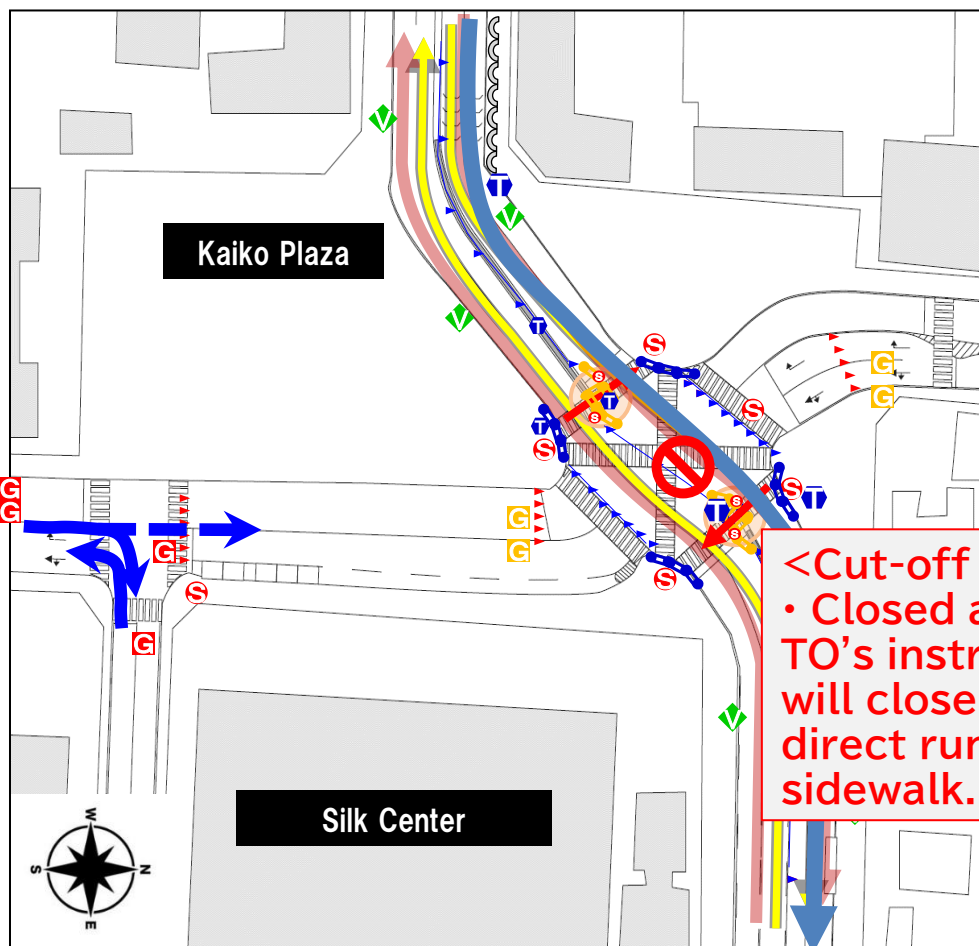 V
T
V
Kaiko Plaza
V
T
S
S
G
G
T
S
T
S
S
S
G
G
G
G
T
S
S
T
G
S
S
G
<Cut-off
• Closed a
TO's instr
will close
direct run
sidewalk.
V
Silk Center
W
S
N
E